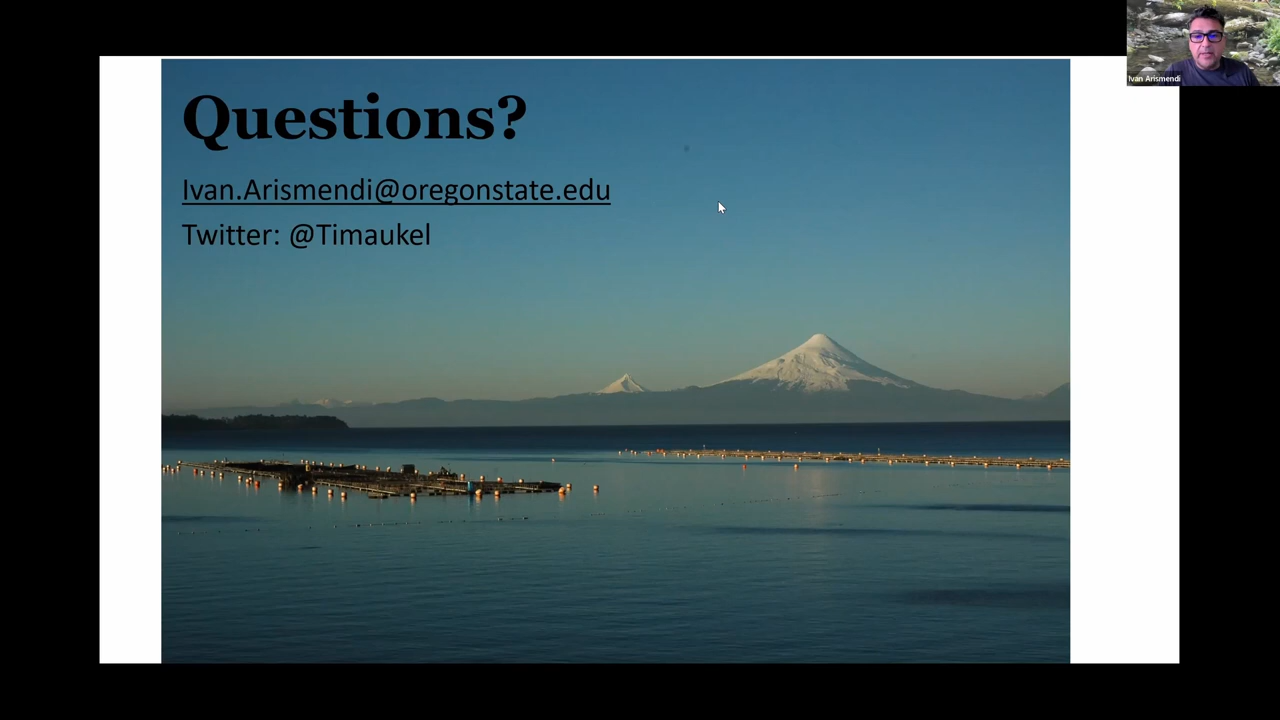 Questions?
Ivan.Arismendi@oregonstate.edu
Twitter: @Timaukel
Ivan Arismendi